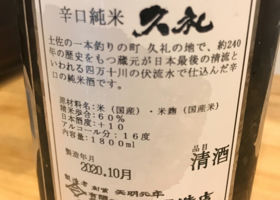 辛口純米 久礼
土佐の一本釣りの町 久礼の地で、約240
年の歴史をもつ蔵元が日本最後の清流と
いわれる四万十川の伏流水で仕込んだ辛
口の純米酒です。
原材料名:米(国産)・米麹(国産米)
精米歩合:60%
日本酒度:+10
アルコール分:16度
内容量:1800ml
製造年月
2020.10月
品目
清酒
製造者 創業 天明元年